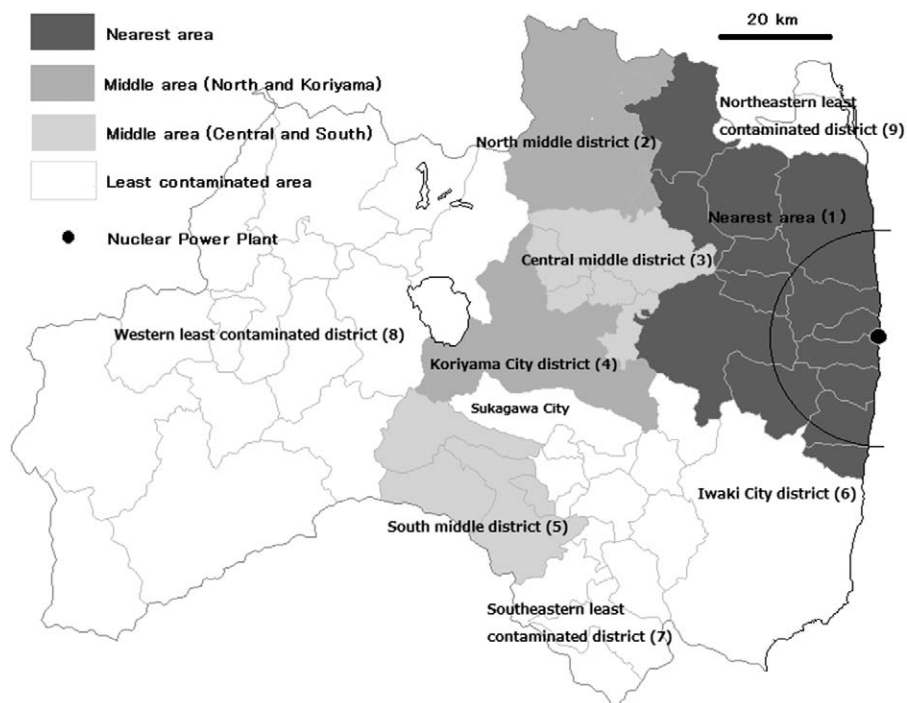 Nearest area
Middle area (North and Koriyama)
Middle area (Central and South)
Least contaminated area
Nuclear Power Plant
20 km
Northeastern least
contaminated district (9)
North middle district (2)
Nearest area (1)
Central middle district (3)
Western least contaminated district (8)
Koriyama City district (4)
Sukagawa City
Iwaki City district (6)
South middle district (5)
Southeastern least
contaminated district (7)